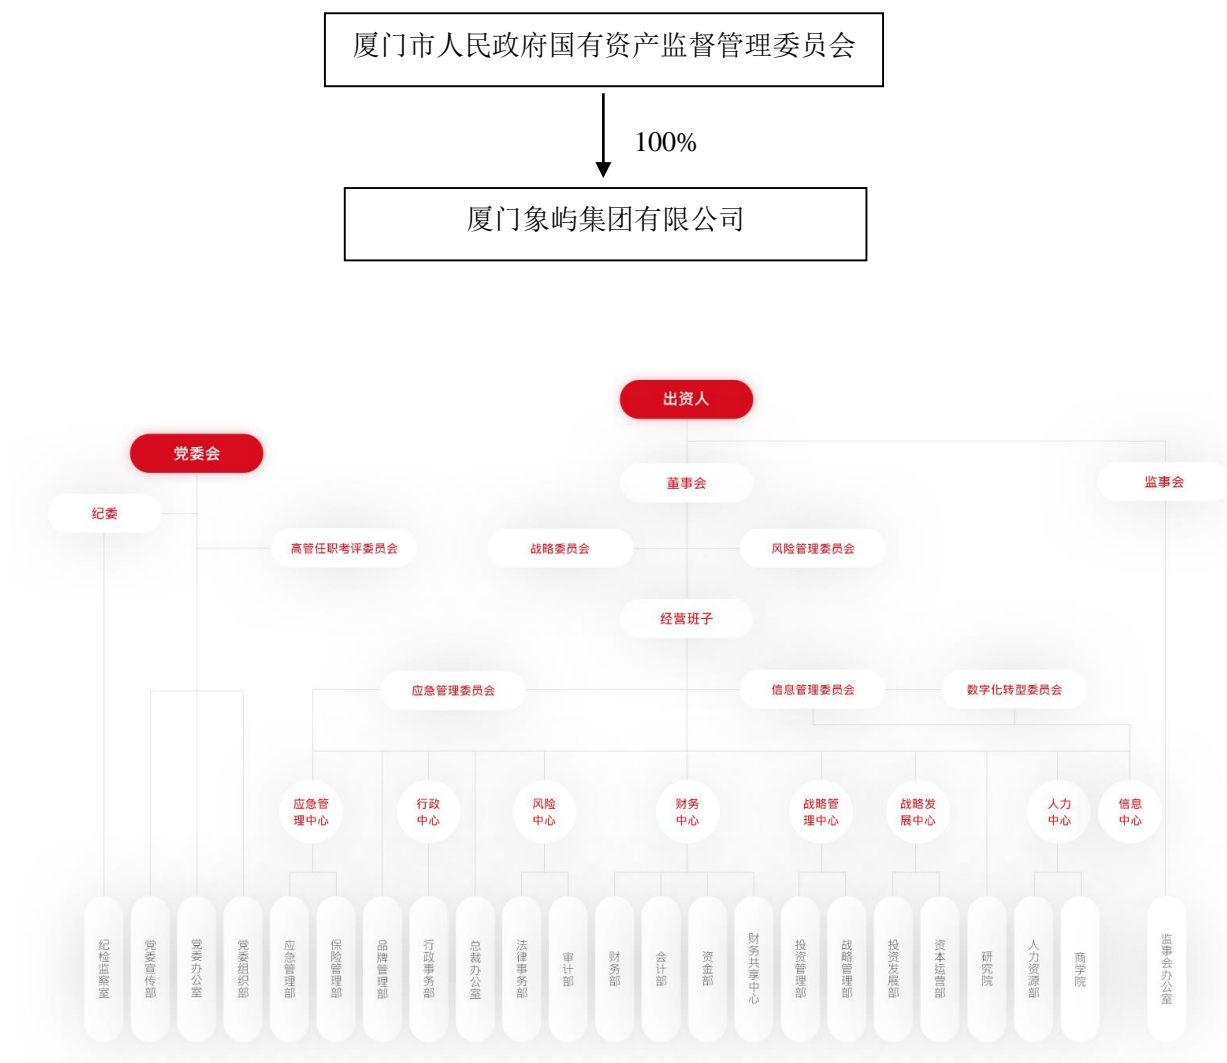 厦门市人民政府国有资产监督管理委员会
100%
厦门象屿集团有限公司
出资人
党委会
董事会
监事会
纪委
高管任职考评委员会
战略委员会
风险管理委员会
经营班子
应急管理委员会
信息管理委员会
数字化转型委员会
应急管
理中心
行政
中心
风险
中心
财务
中心
战略管
理中心
战略发
展中心
人力
中心
信息
中心
纪检监察室
党委宣传部
党委办公室
党委组织部
应急管理部
保险管理部
品牌管理部
行政事务部
总裁办公室
法律事务部
审计部
财务部
会计部
资金部
财务共享中心
投资管理部
战略管理部
投资发展部
资本运营部
研究院
人力资源部
商学院
监事会办公室